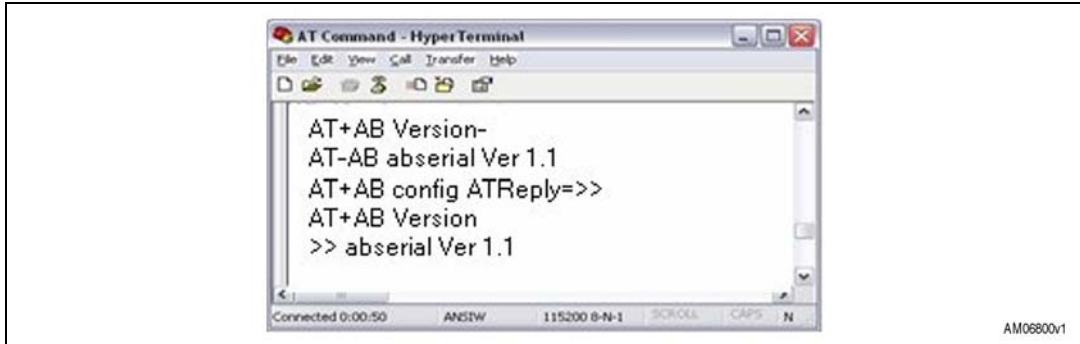 AT Command - HyperTerminal
File Edit View Call Transfer Help
AT+AB Version-
AT-AB abserial Ver 1.1
AT+AB config ATReply=>>
AT+AB Version
>> abserial Ver 1.1
Connected 0:00:50 ANSIW 115200 8-N-1 SCROLL CAPS N
AM06800v1